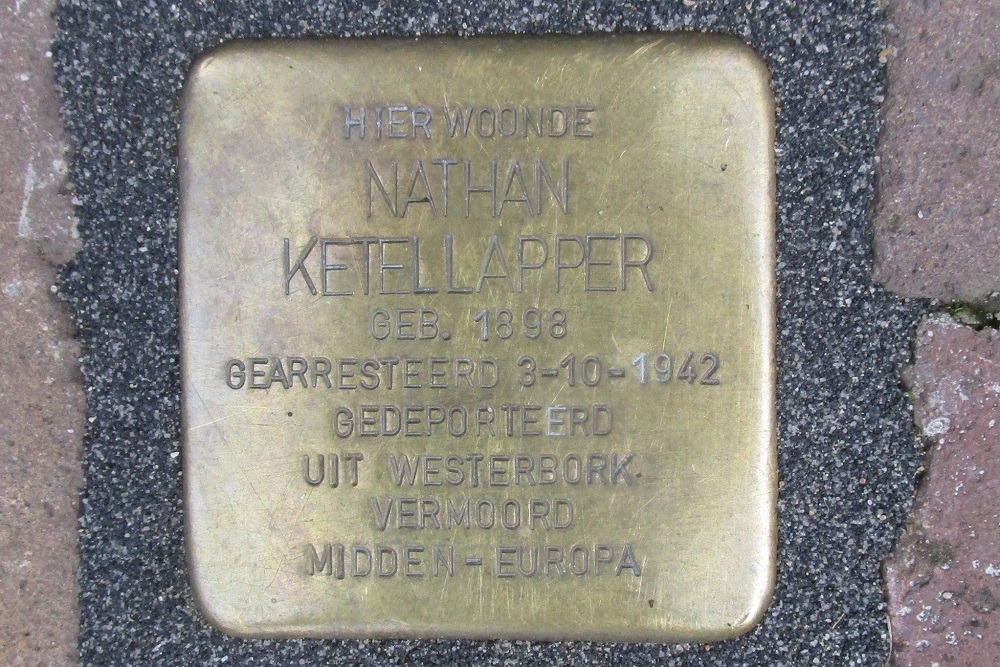 HIER WOONDE
NATHAN
KETELLAPPER
GEB. 1898
GEARRESTEERD 3-10-1942
GEDEPORTEERD
UIT WESTERBORK
VERMOORD
MIDDEN-EUROPA